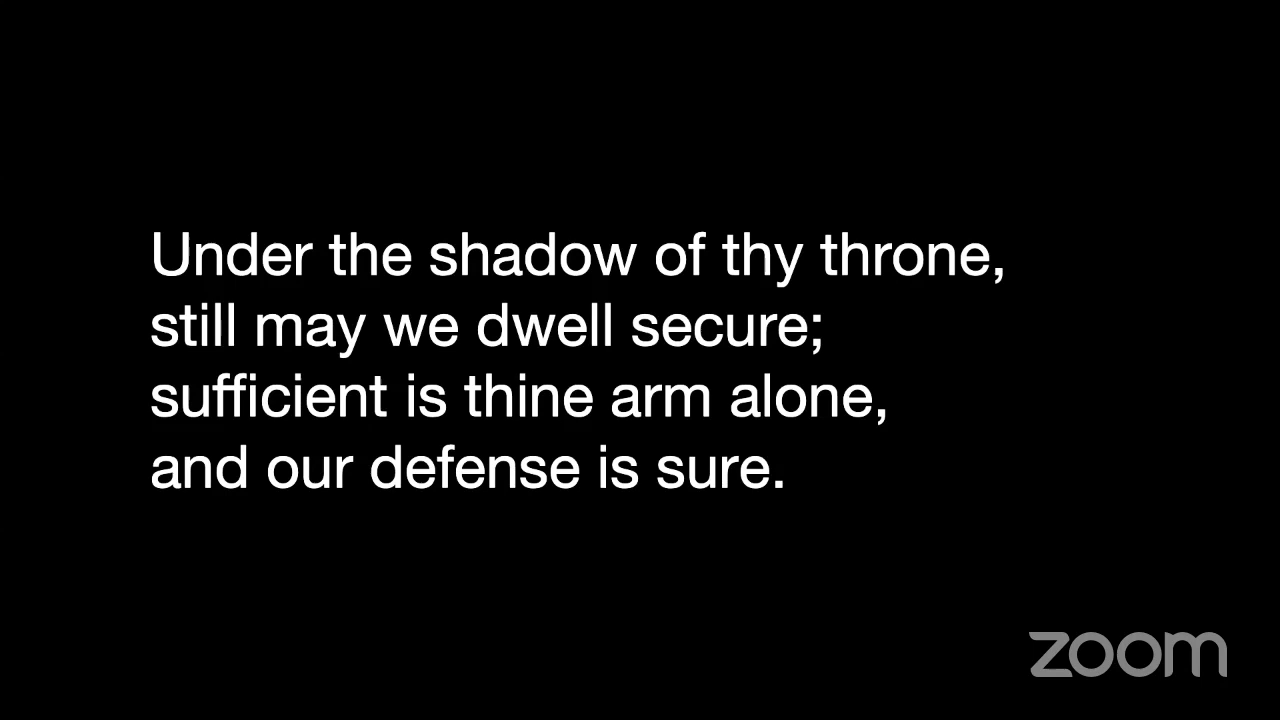 Under the shadow of thy throne,
still may we dwell secure;
sufficient is thine arm alone,
and our defense is sure.
zoom